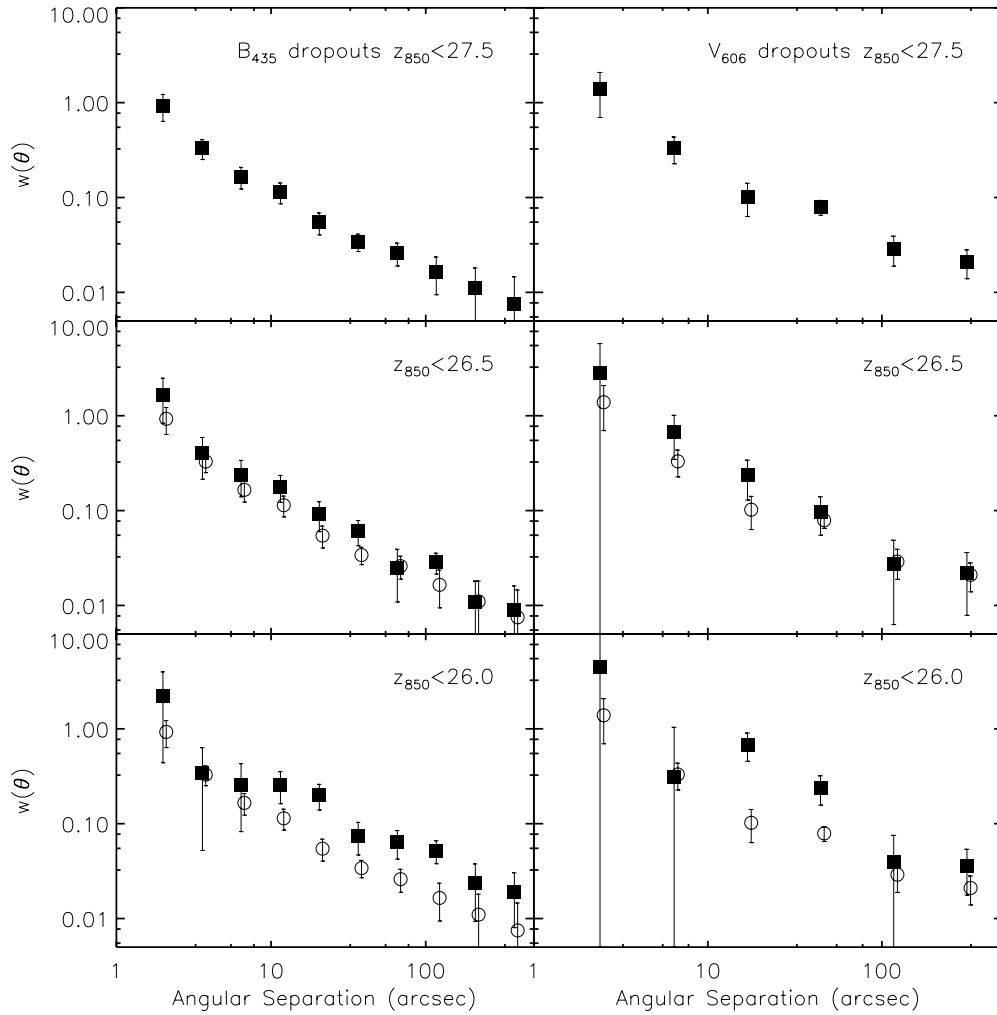 10.00
B435 dropouts z850<27.5
V606 dropouts z850<27.5
1.00
w(θ)
0.10
0.01
10.00
z850<26.5
z850<26.5
1.00
w(θ)
0.10
0.01
10.00
z850<26.0
z850<26.0
1.00
w(θ)
0.10
0.01
1 10 100 1 10 100
Angular Separation (arcsec) Angular Separation (arcsec)